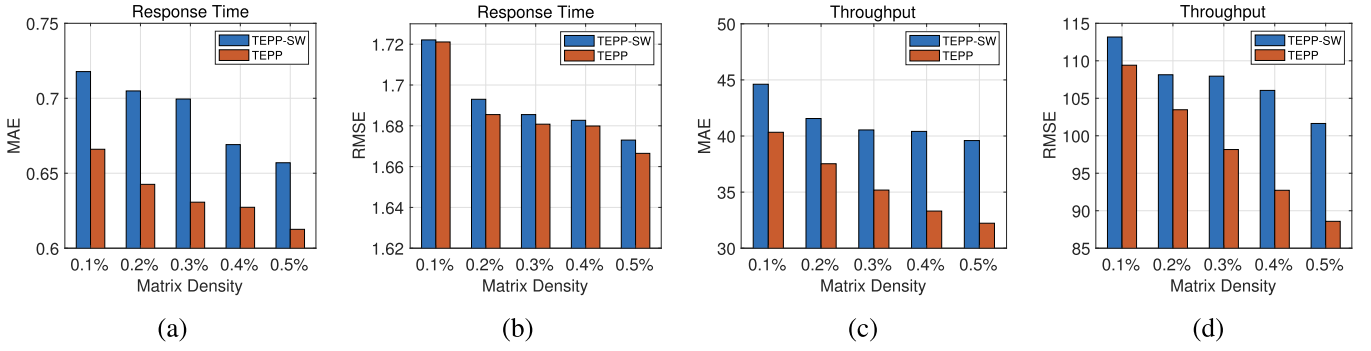 Response Time
0.75
0.7
0.65
0.6
MAE
TEPP-SW
TEPP
0.1% 0.2% 0.3% 0.4% 0.5%
Matrix Density
(a)
Response Time
1.72
1.7
1.68
1.66
1.64
1.62
RMSE
TEPP-SW
TEPP
0.1% 0.2% 0.3% 0.4% 0.5%
Matrix Density
(b)
Throughput
50
45
40
35
30
MAE
TEPP-SW
TEPP
0.1% 0.2% 0.3% 0.4% 0.5%
Matrix Density
(c)
Throughput
115
110
105
100
95
90
85
RMSE
TEPP-SW
TEPP
0.1% 0.2% 0.3% 0.4% 0.5%
Matrix Density
(d)